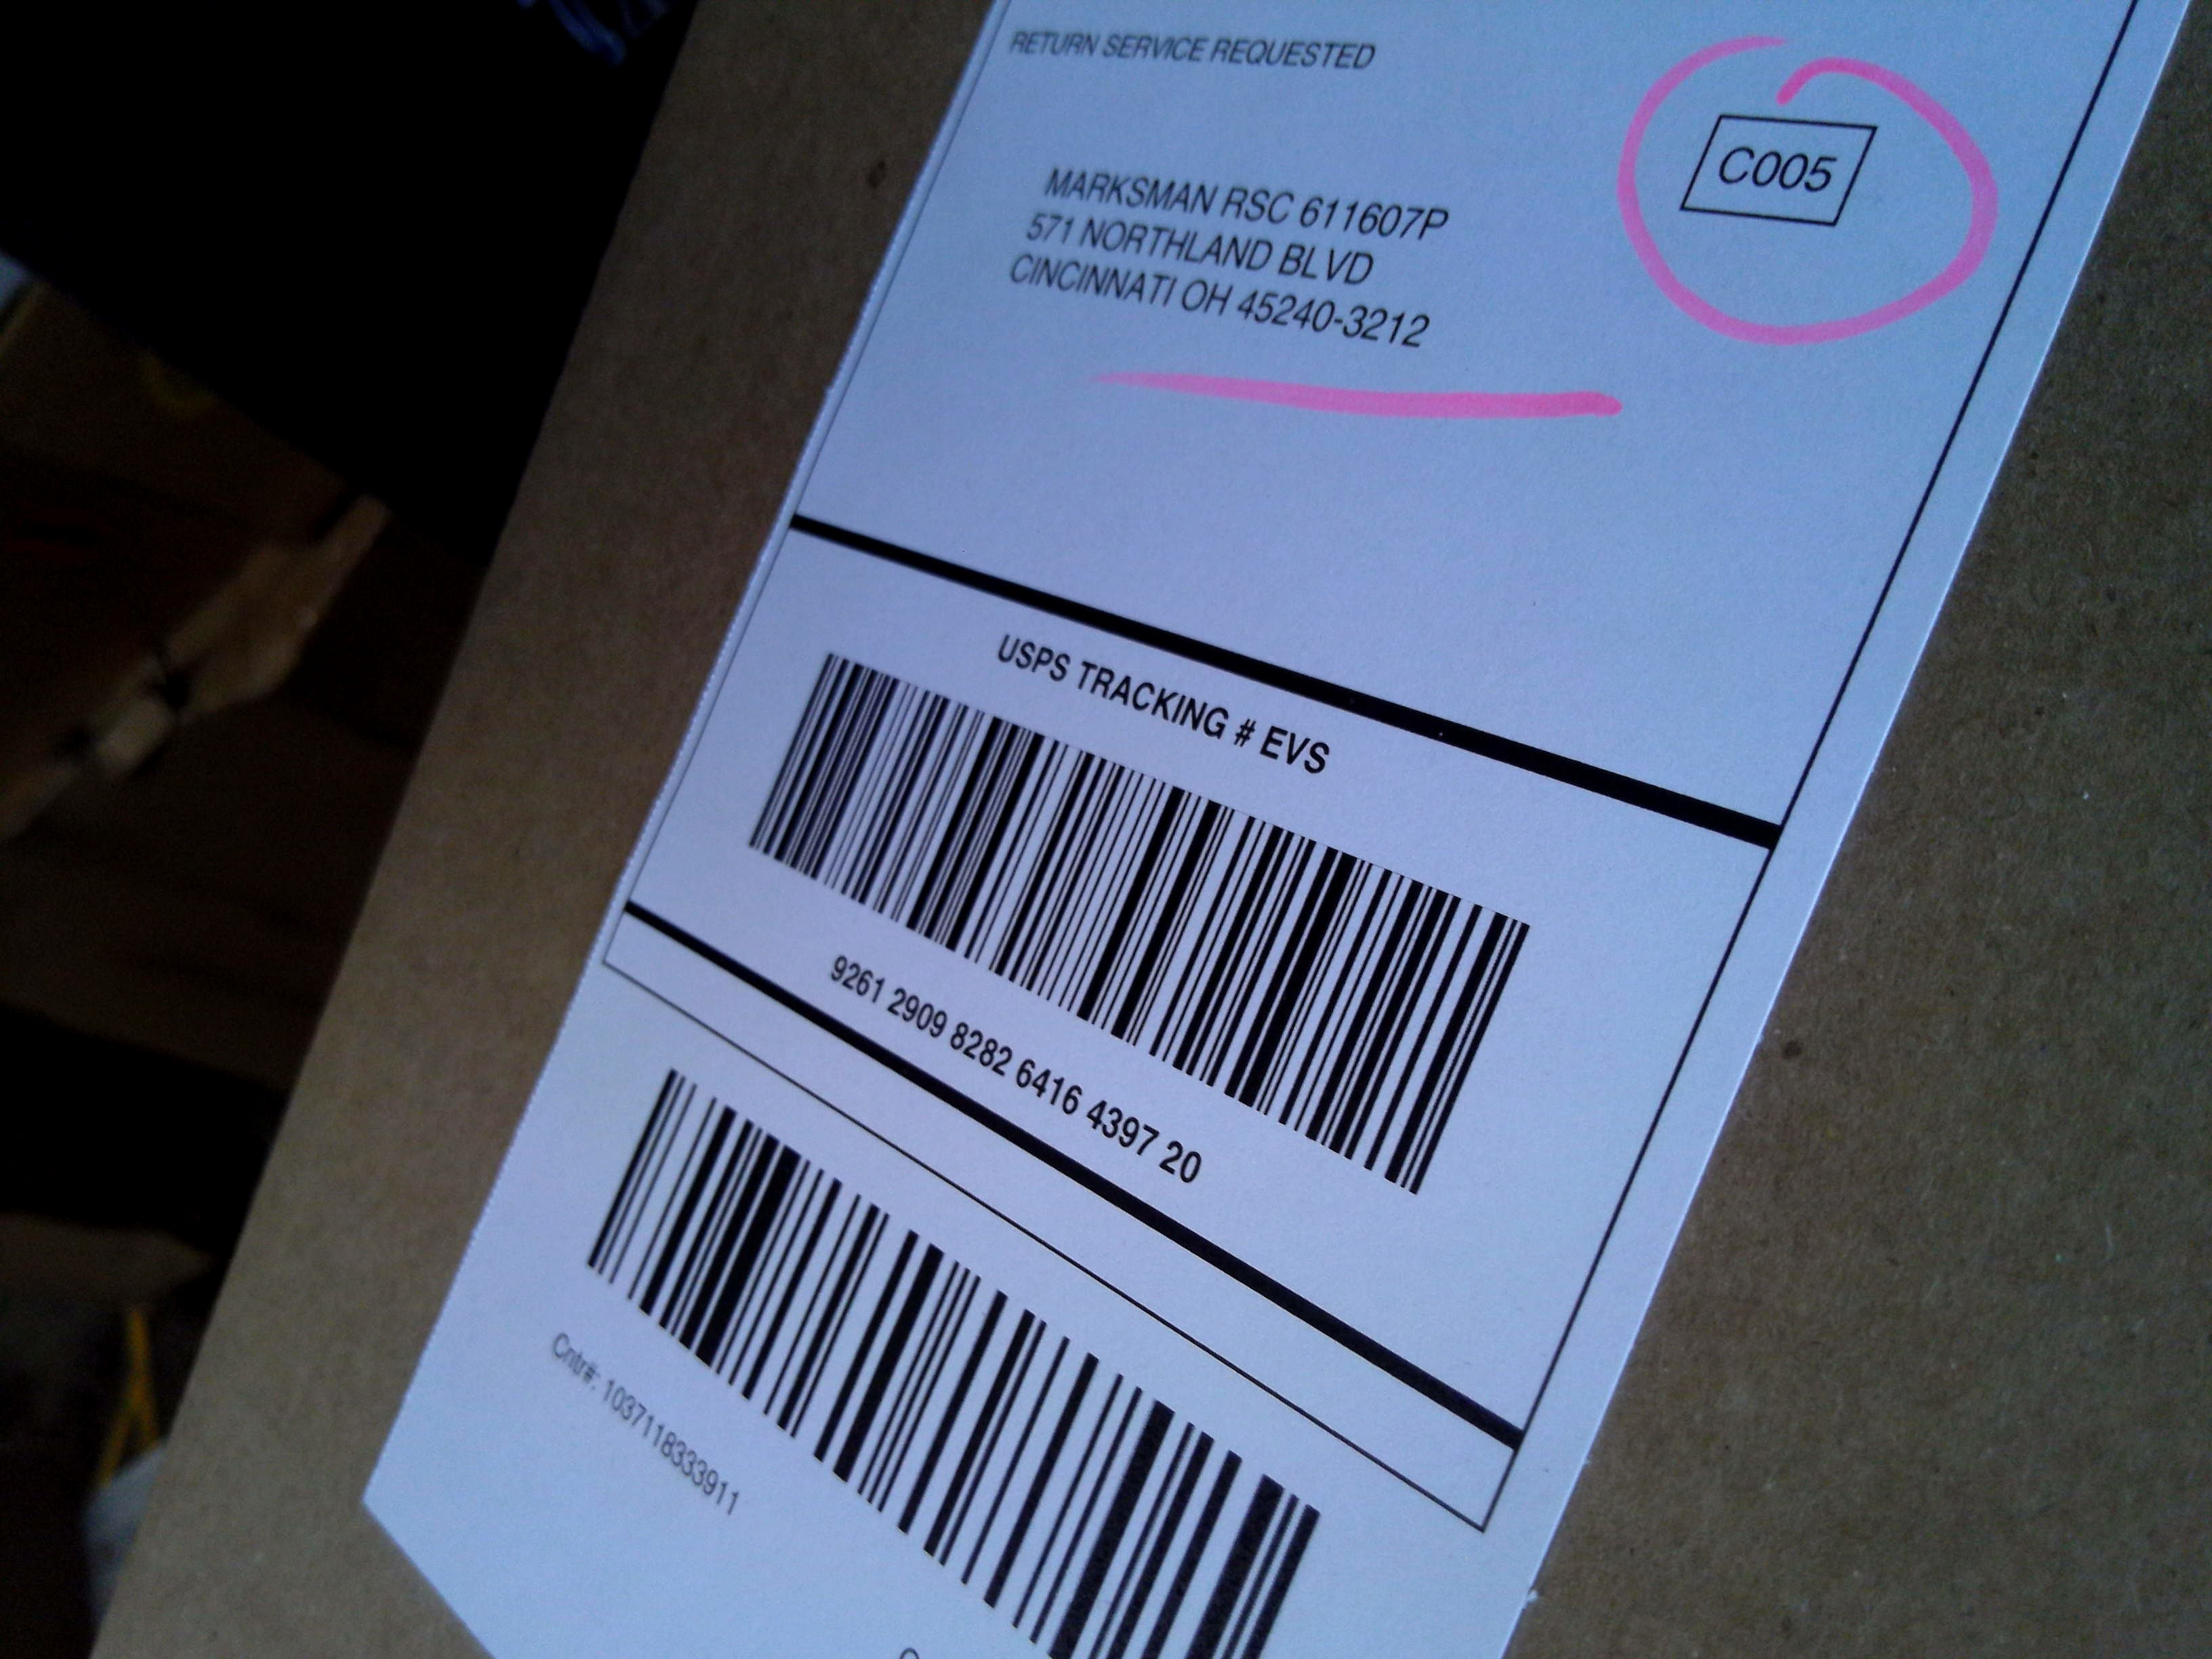 RETURN SERVICE REQUESTED
C005
MARKSMAN RSC 611607P
571 NORTHLAND BLVD
CINCINNATI OH 45240-3212
USPS TRACKING # EVS
9261 2909 8282 6416 4397 20
Cntr#: 1037118333911